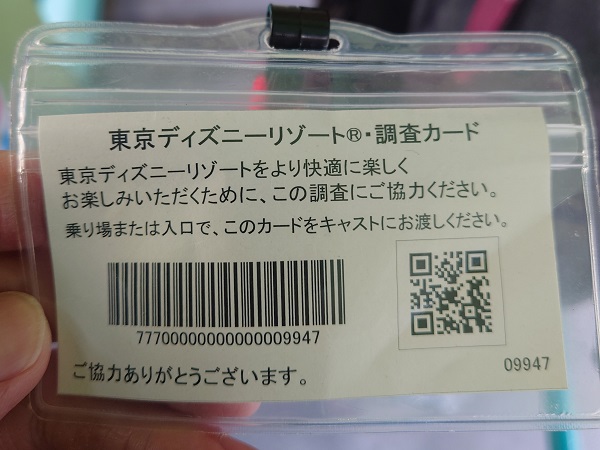 東京ディズニーリゾート®・調査カード
東京ディズニーリゾートをより快適に楽しく
お楽しみいただくために、この調査にご協力ください。
乗り場または入口で、このカードをキャストにお渡しください。
77700000000000009947
ご協力ありがとうございます。
09947